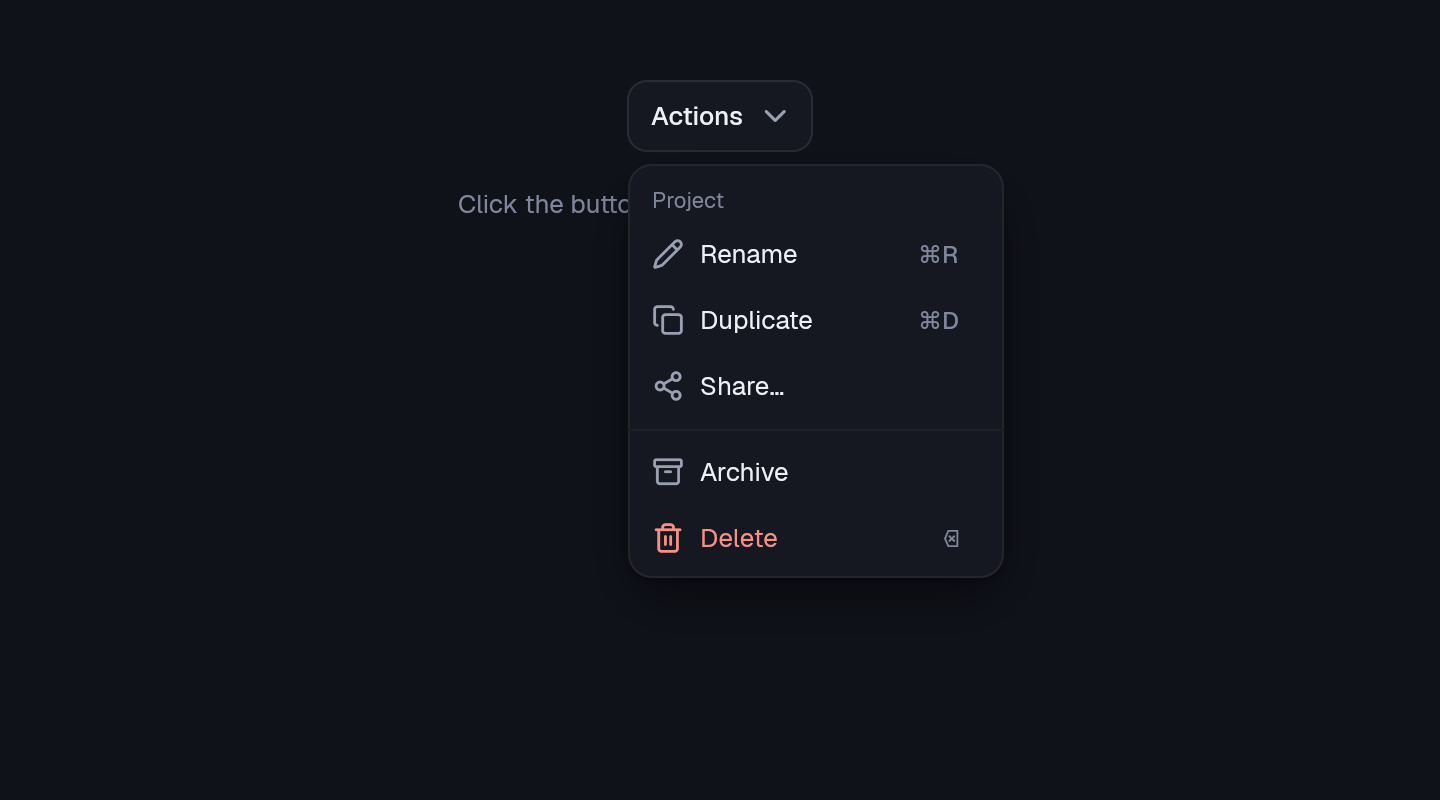 Actions
Click the butto
Project
Rename ⌘R
Duplicate ⌘D
Share…
Archive
Delete ⌫